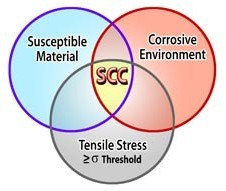 Susceptible
Material
Corrosive
Environment
SCC
Tensile Stress
≥ σ Threshold